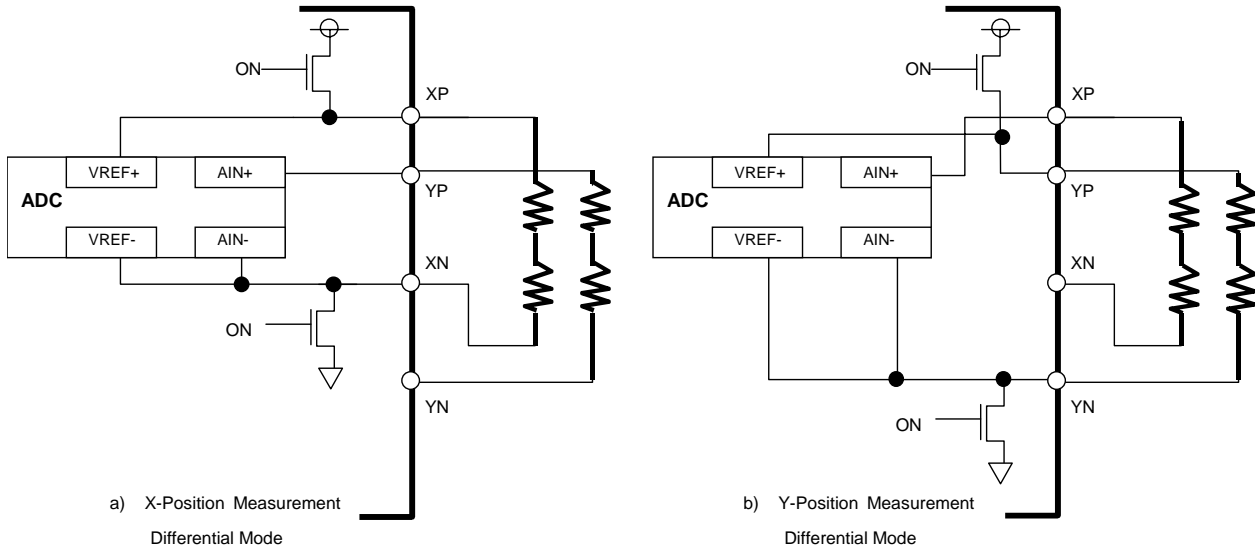 ON
XP
VREF+
AIN+
YP
ADC
VREF-
AIN-
XN
ON
YN
a) X-Position Measurement
Differential Mode
ON
XP
VREF+
AIN+
YP
ADC
VREF-
AIN-
XN
ON
YN
b) Y-Position Measurement
Differential Mode